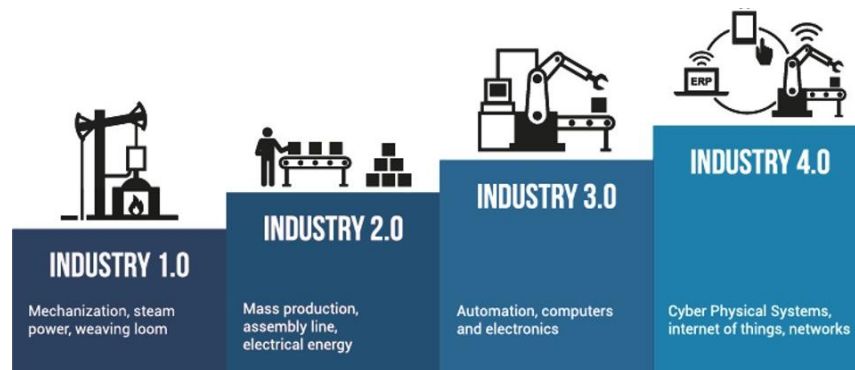 ERP
INDUSTRY 1.0
Mechanization, steam
power, weaving loom
INDUSTRY 2.0
Mass production,
assembly line,
electrical energy
INDUSTRY 3.0
Automation, computers
and electronics
INDUSTRY 4.0
Cyber Physical Systems,
internet of things, networks